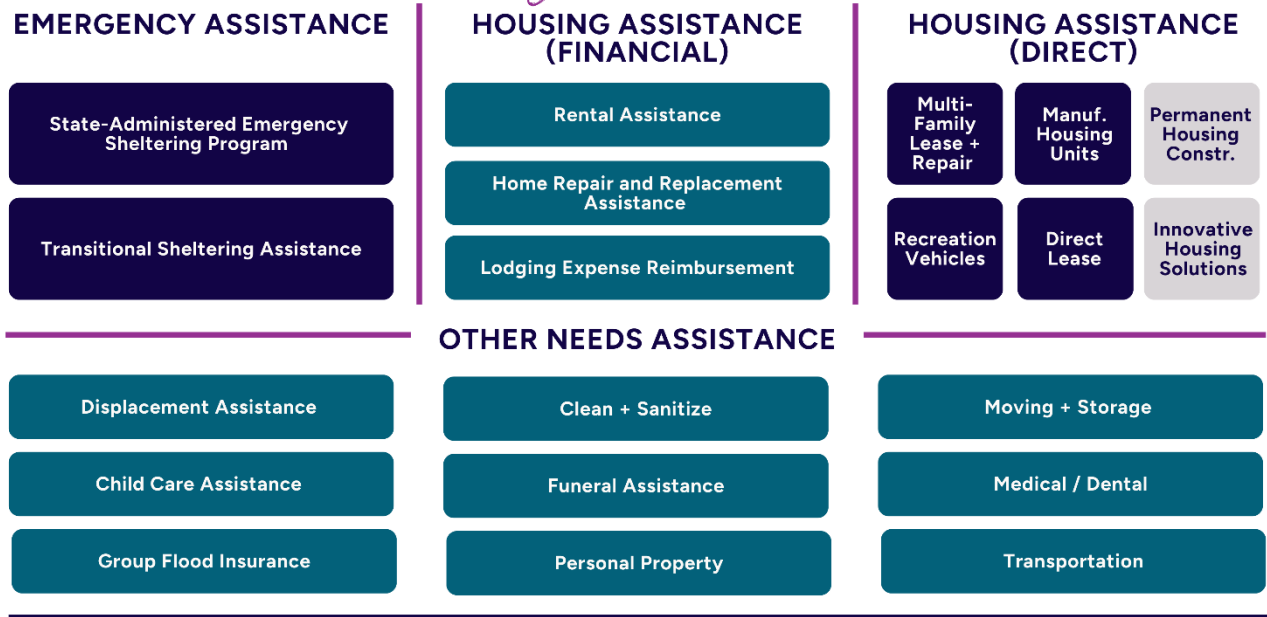 EMERGENCY ASSISTANCE
State-Administered Emergency
Sheltering Program
Transitional Sheltering Assistance
HOUSING ASSISTANCE
(FINANCIAL)
Rental Assistance
Home Repair and Replacement
Assistance
Lodging Expense Reimbursement
HOUSING ASSISTANCE
(DIRECT)
Multi-
Family
Lease +
Repair
Manuf.
Housing
Units
Permanent
Housing
Constr.
Recreation
Vehicles
Direct
Lease
Innovative
Housing
Solutions
OTHER NEEDS ASSISTANCE
Displacement Assistance
Clean + Sanitize
Moving + Storage
Child Care Assistance
Funeral Assistance
Medical / Dental
Group Flood Insurance
Personal Property
Transportation